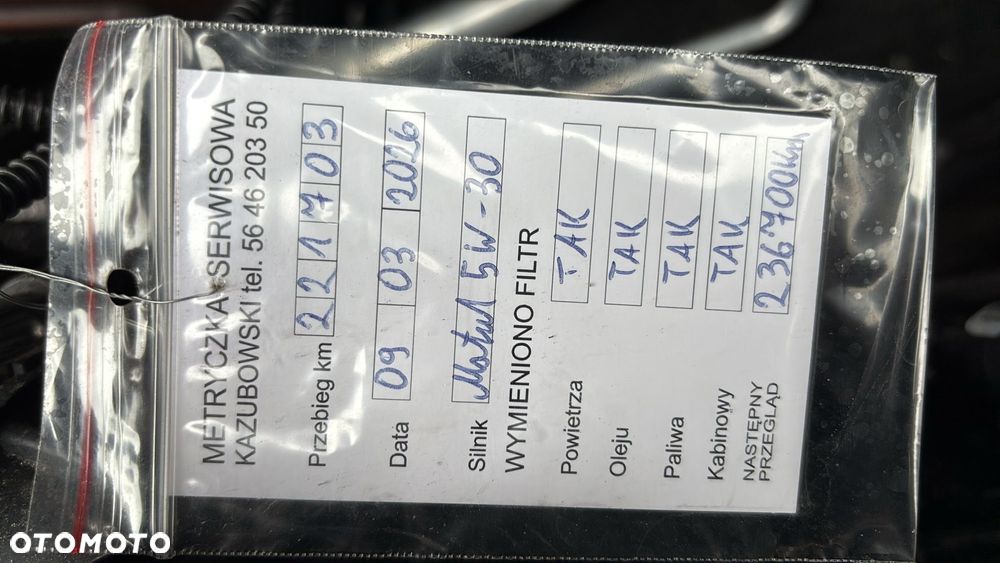 METRYCZKA SERWISOWA
KAZUBOWSKI tel. 56 46 203 50
Przebieg km 221703
Data 09 03 2026
Silnik Motul 5W-30
WYMIENIONO FILTR
Powietrza TAK
Oleju TAK
Paliwa TAK
Kabinowy TAK
NASTĘPNY
PRZEGLĄD 236700km
OTOMOTO